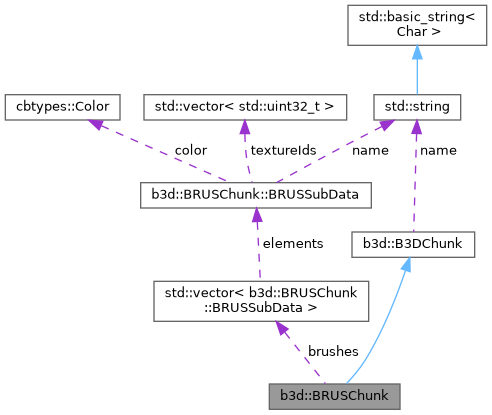 std::basic_string<
Char >
cbtypes::Color
std::vector< std::uint32_t >
std::string
color
textureIds
name
name
b3d::BRUSChunk::BRUSSubData
elements
b3d::B3DChunk
std::vector< b3d::BRUSChunk
::BRUSSubData >
brushes
b3d::BRUSChunk